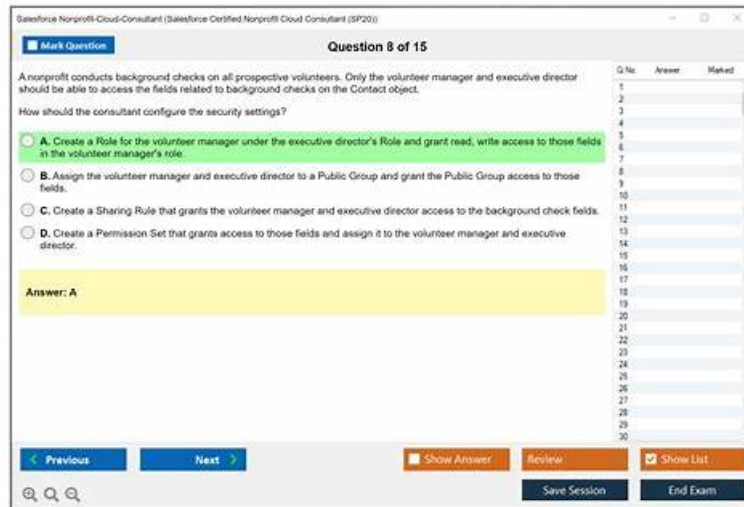 Salesforce Nonprofit-Cloud-Consultant (Salesforce Certified Nonprofit Cloud Consultant (SP20))
Mark Question
Question 8 of 15
A nonprofit conducts background checks on all prospective volunteers. Only the volunteer manager and executive director
should be able to access the fields related to background checks on the Contact object.
How should the consultant configure the security settings?
A. Create a Role for the volunteer manager under the executive director's Role and grant read, write access to those fields
in the volunteer manager's role.
B. Assign the volunteer manager and executive director to a Public Group and grant the Public Group access to those
fields.
C. Create a Sharing Rule that grants the volunteer manager and executive director access to the background check fields.
D. Create a Permission Set that grants access to those fields and assign it to the volunteer manager and executive
director.
Answer: A
Q No. Answer Marked
1
2
3
4
5
6
7
8
9
10
11
12
13
14
15
16
17
18
19
20
21
22
23
24
25
26
27
28
29
30
Previous
Next
Show Answer
Review
Show List
Save Session
End Exam